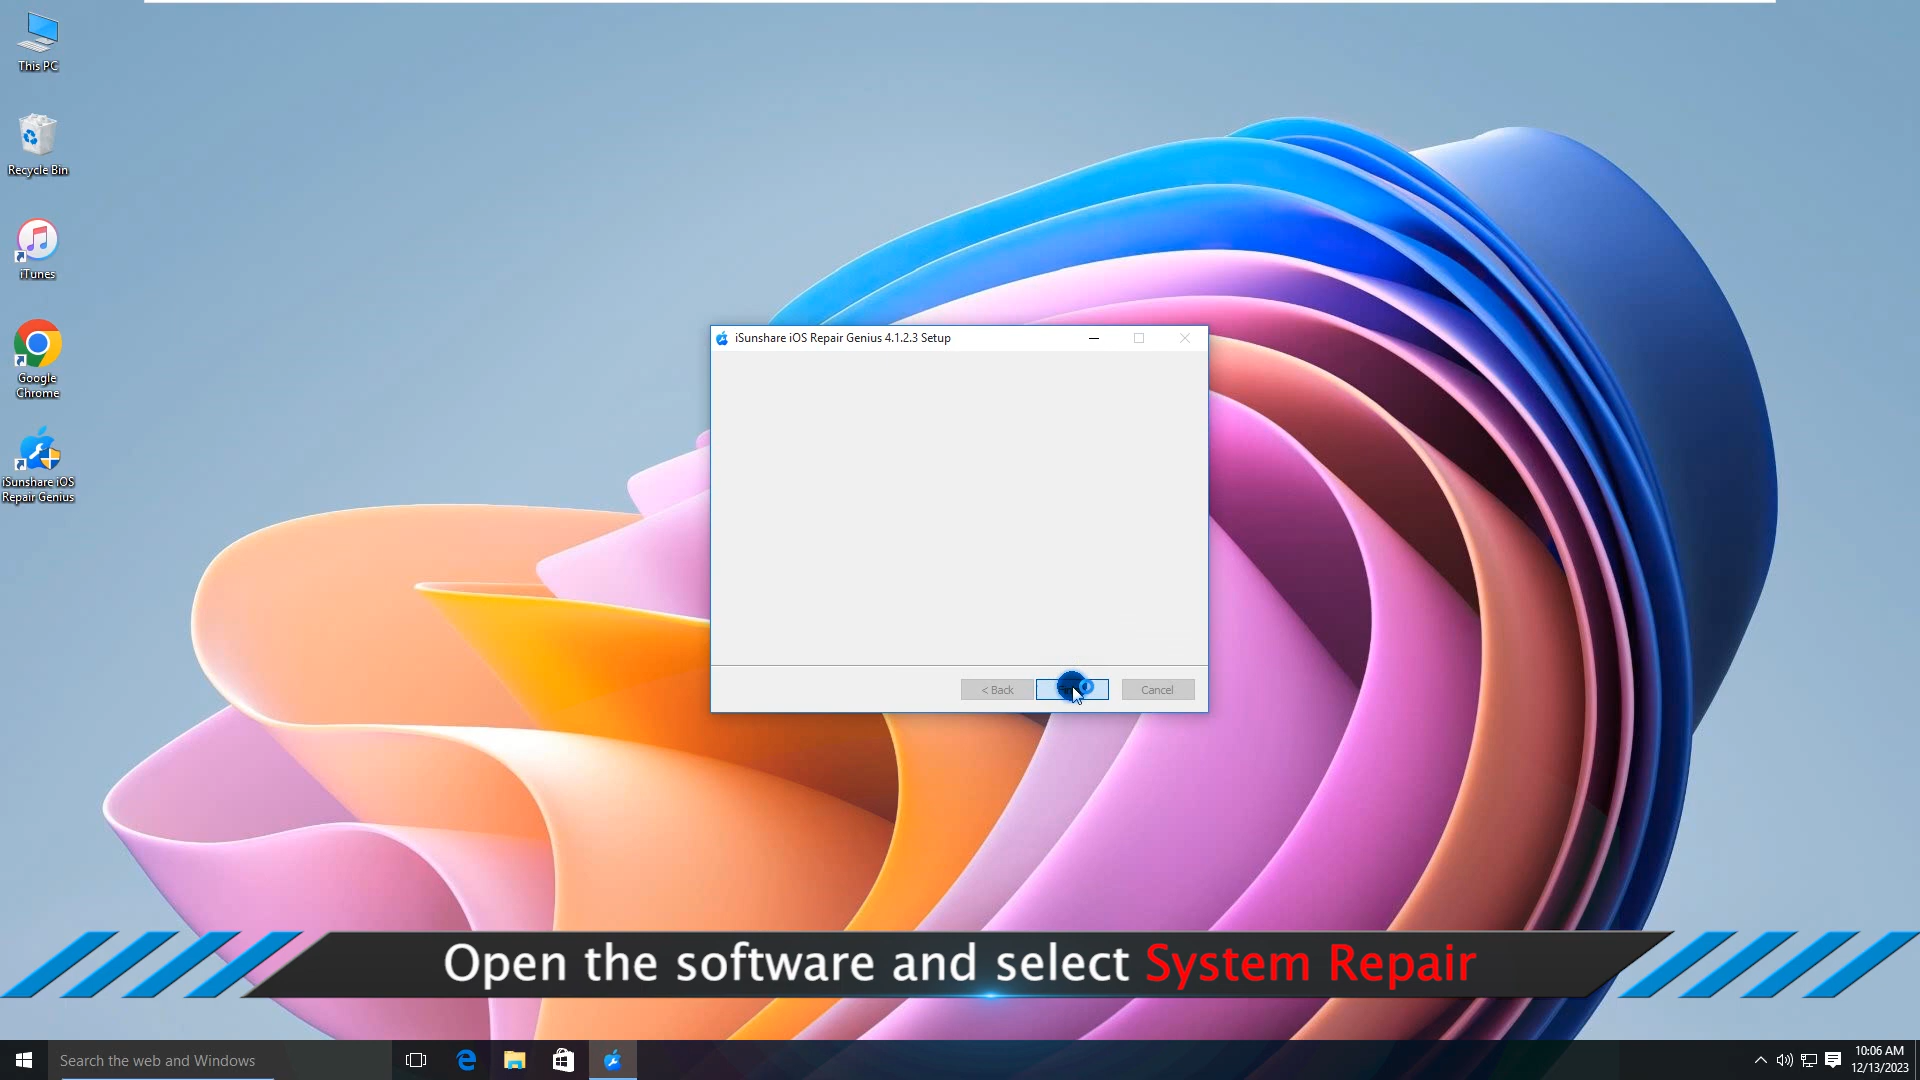 This PC
Recycle Bin
iTunes
Google
Chrome
iSunshare iOS
Repair Genius
iSunshare iOS Repair Genius 4.1.2.3 Setup
< Back
Cancel
Open the software and select System Repair
Search the web and Windows
10:06 AM
12/13/2023